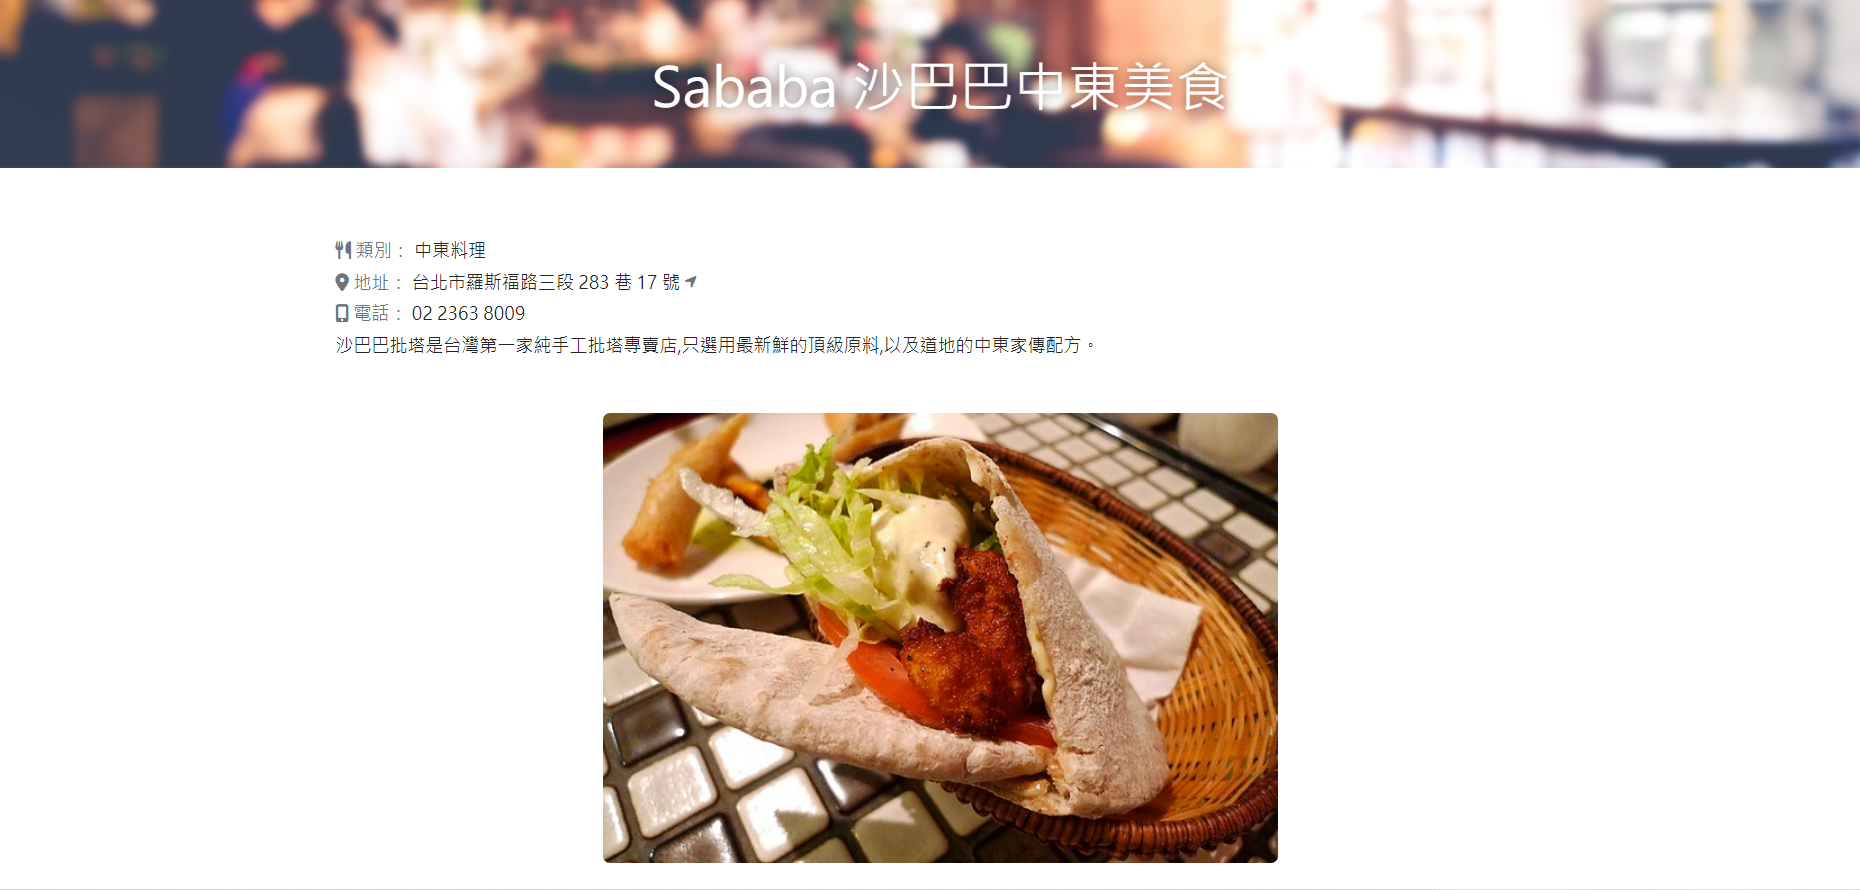 Sababa 沙巴巴中東美食
類別： 中東料理
地址： 台北市羅斯福路三段 283 巷 17 號
電話： 02 2363 8009
沙巴巴批塔是台灣第一家純手工批塔專賣店,只選用最新鮮的頂級原料,以及道地的中東家傳配方。